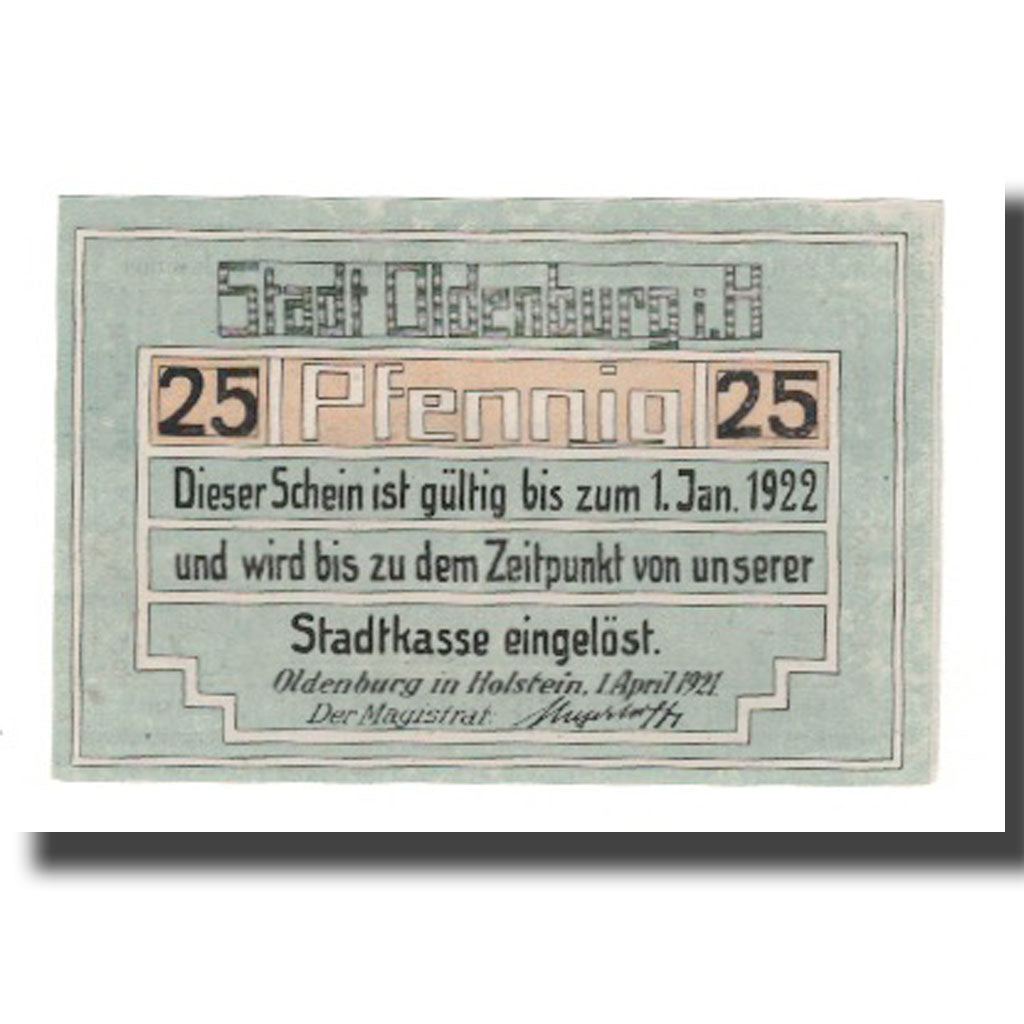 Stadt Oldenburg i.H
25 Pfennig 25
Dieser Schein ist gültig bis zum 1. Jan. 1922
und wird bis zu dem Zeitpunkt von unserer
Stadtkasse eingelöst.
Oldenburg in Holstein, 1 April 1921
Der Magistrat